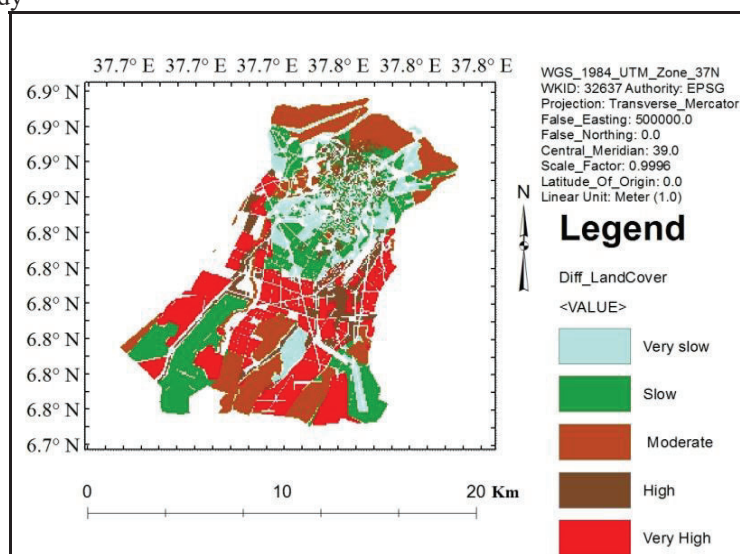 dy
37.7° E 37.7° E 37.7° E 37.8° E 37.8° E 37.8° E
6.9° N
6.9° N
6.9° N
6.9° N
6.8° N
6.8° N
6.8° N
6.8° N
6.8° N
6.8° N
6.7° N
WGS_1984_UTM_Zone_37N
WKID: 32637 Authority: EPSG
Projection: Transverse_Mercator
False_Easting: 500000.0
False_Northing: 0.0
Central_Meridian: 39.0
Scale_Factor: 0.9996
Latitude_Of_Origin: 0.0
Linear Unit: Meter (1.0)
N
Legend
Diff_LandCover
<VALUE>
Very slow
Slow
Moderate
High
Very High
0 10 20 Km